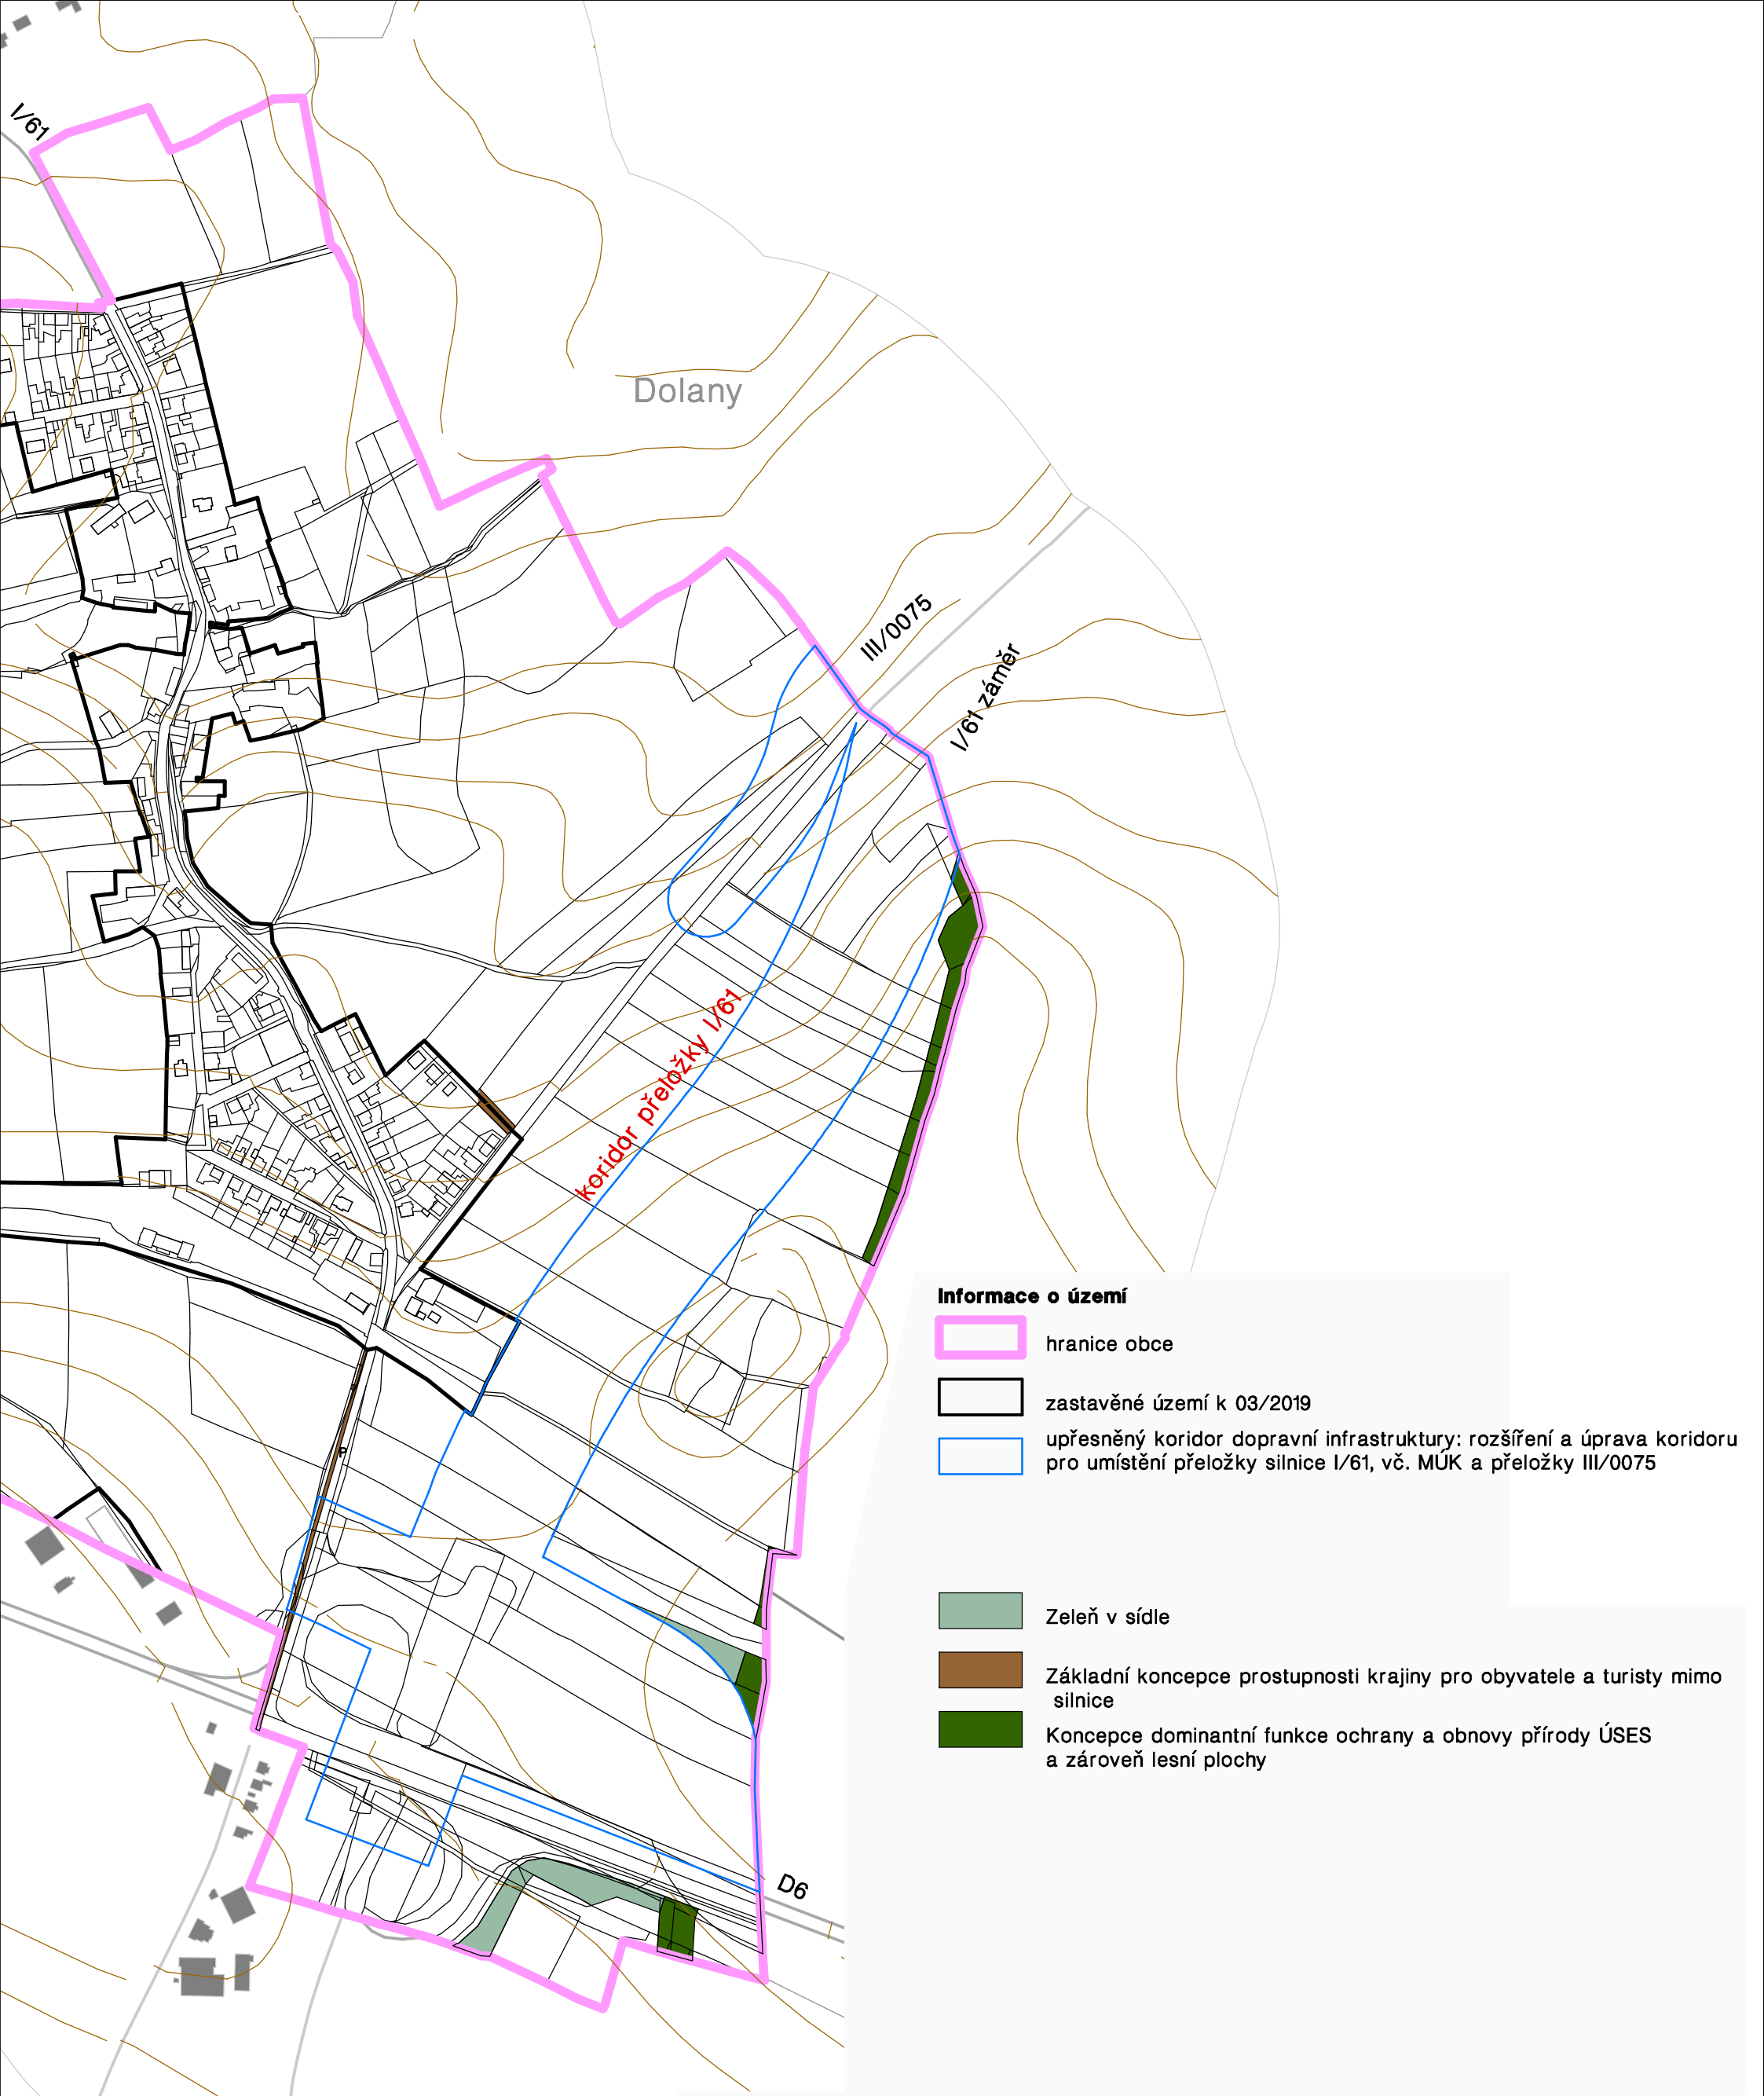 I/61
Dolany
III/0075
I/61 záměr
koridor přeložky I/61
P
D6
Informace o území
hranice obce
zastavěné území k 03/2019
upřesněný koridor dopravní infrastruktury: rozšíření a úprava koridoru
pro umístění přeložky silnice I/61, vč. MÚK a přeložky III/0075
Zeleň v sídle
Základní koncepce prostupnosti krajiny pro obyvatele a turisty mimo
silnice
Koncepce dominantní funkce ochrany a obnovy přírody ÚSES
a zároveň lesní plochy